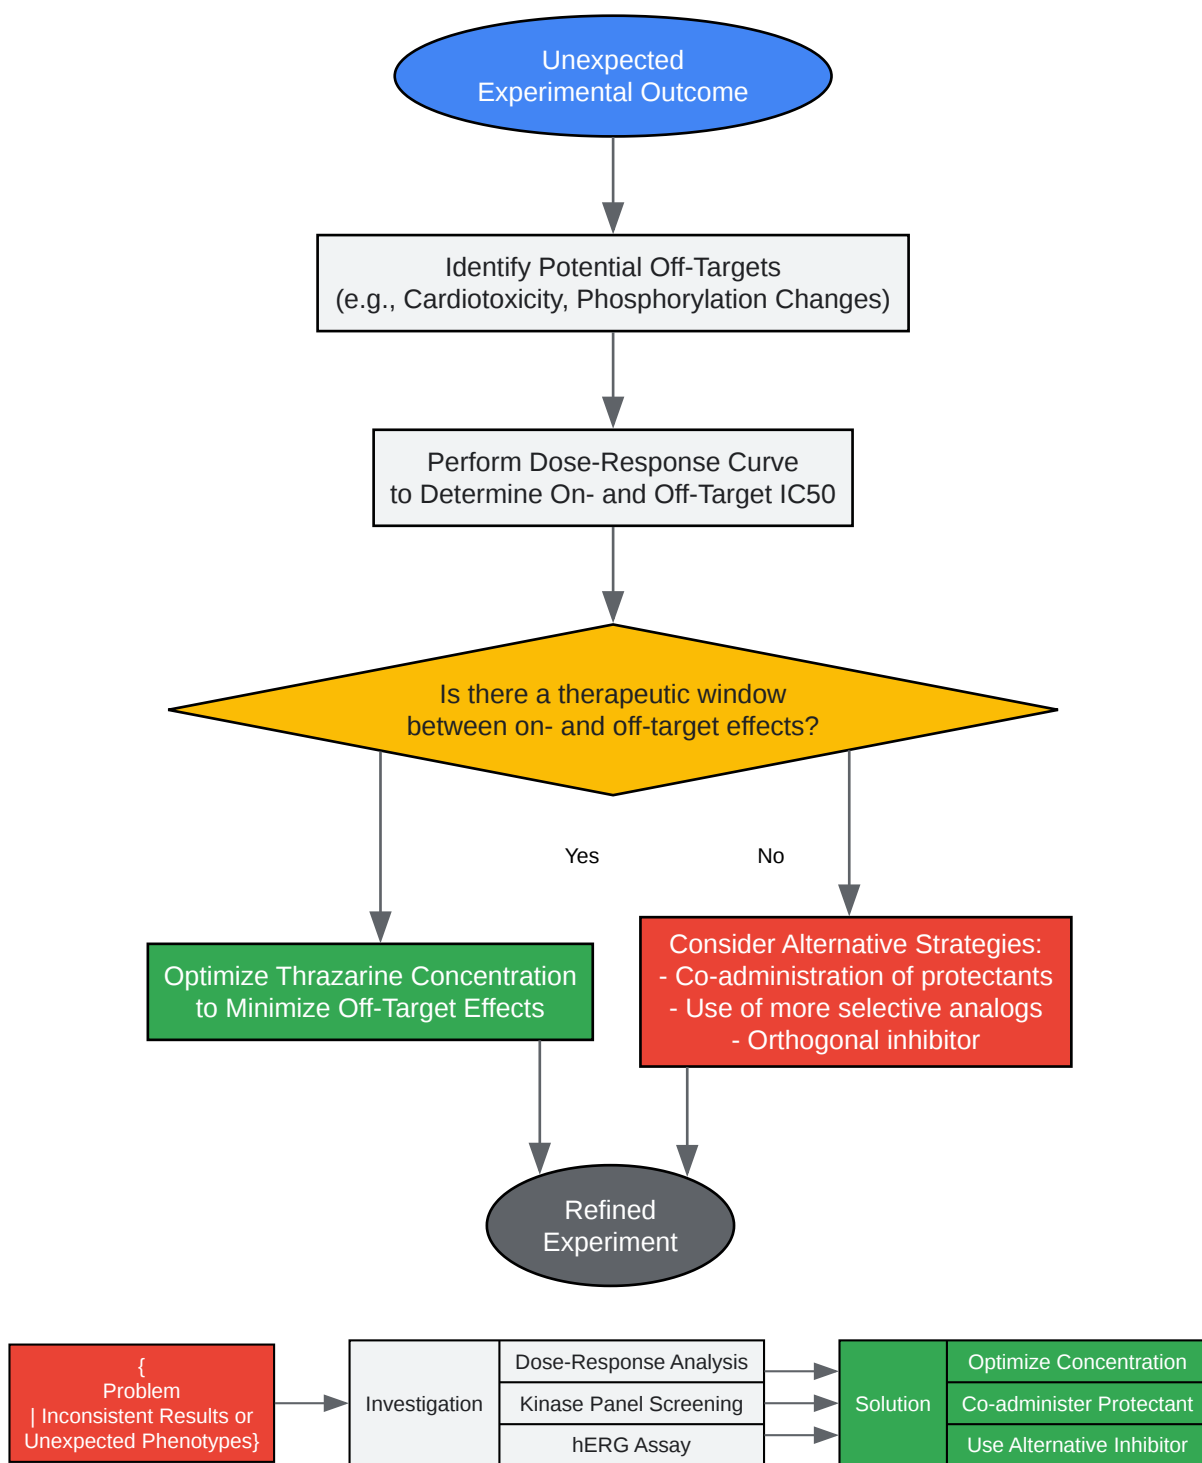 Unexpected
Experimental Outcome
Identify Potential Off-Targets
(e.g., Cardiotoxicity, Phosphorylation Changes)
Perform Dose-Response Curve
to Determine On- and Off-Target IC50
Is there a therapeutic window
between on- and off-target effects?
Yes
No
Optimize Thrazarine Concentration
to Minimize Off-Target Effects
Consider Alternative Strategies:
- Co-administration of protectants
- Use of more selective analogs
- Orthogonal inhibitor
Refined
Experiment
{
Problem
| Inconsistent Results or
Unexpected Phenotypes}
Investigation
Dose-Response Analysis
Kinase Panel Screening
hERG Assay
Solution
Optimize Concentration
Co-administer Protectant
Use Alternative Inhibitor